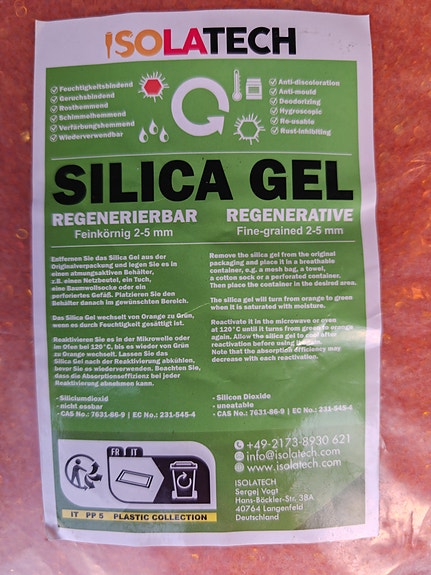 ISOLATECH
Feuchtigkeitsbindend
Geruchsbindend
Rosthemmend
Schimmelhemmend
Verfärbungshemmend
Wiederverwendbar
Anti-discoloration
Anti-mould
Deodorizing
Hygroscopic
Re-usable
Rust-inhibiting
SILICA GEL
REGENERIERBAR
Feinkörnig 2-5 mm
REGENERATIVE
Fine-grained 2-5 mm
Entfernen Sie das Silica Gel aus der
Originalverpackung und legen Sie es in
einen atmungsaktiven Behälter,
z.B. einen Netzbeutel, ein Tuch,
eine Baumwollsocke oder ein
perforiertes Gefäß. Platzieren Sie den
Behälter danach im gewünschten Bereich.
Das Silica Gel wechselt von Orange zu Grün,
wenn es durch Feuchtigkeit gesättigt ist.
Reaktivieren Sie es in der Mikrowelle oder
im Ofen bei 120°C, bis es wieder von Grün
zu Orange wechselt. Lassen Sie das
Silica Gel nach der Reaktivierung abkühlen,
bevor Sie es wiederverwenden. Beachten Sie,
dass die Absorptionseffizienz bei jeder
Reaktivierung abnehmen kann.
- Siliciumdioxid
- nicht essbar
- CAS No.: 7631-86-9 | EC No.: 231-545-4
Remove the silica gel from the original
packaging and place it in a breathable
container, e.g. a mesh bag, a towel,
a cotton sock or a perforated container.
Then place the container in the desired area.
The silica gel will turn from orange to green
when it is saturated with moisture.
Reactivate it in the microwave or oven
at 120°C until it turns from green to orange
again. Allow the silica gel to cool after
reactivation before using it again.
Note that the absorption efficiency may
decrease with each reactivation.
- Silicon Dioxide
- uneatable
- CAS No.: 7631-86-9 | EC No.: 231-545-4
FR IT
IT PP 5 PLASTIC COLLECTION
+49-2173-8930 621
info@isolatech.com
www.isolatech.com
ISOLATECH
Sergej Vogt
Hans-Böckler-Str. 38A
40764 Langenfeld
Deutschland